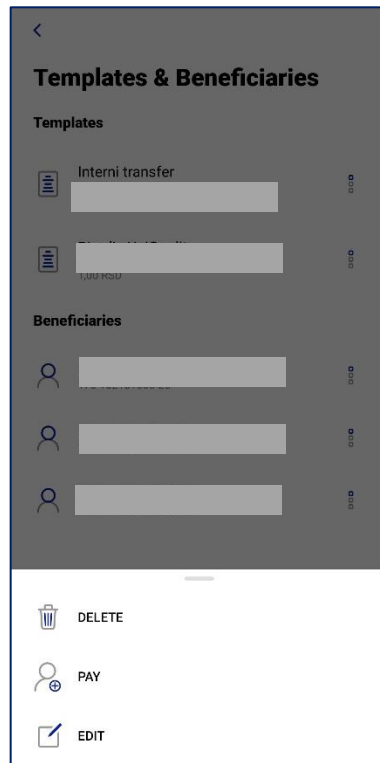 Templates & Beneficiaries
Templates
Interni transfer
1,00 RSD
Beneficiaries
DELETE
PAY
EDIT